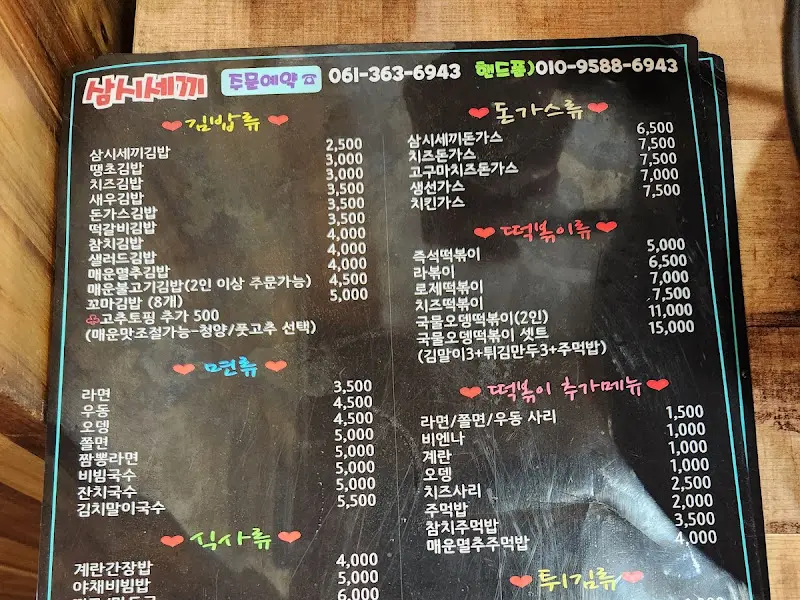 삼시세끼 주문예약☎ 061-363-6943 핸드폰)010-9588-6943
❤김밥류❤
삼시세끼김밥 2,500
땡초김밥 3,000
치즈김밥 3,000
새우김밥 3,500
돈가스김밥 3,500
떡갈비김밥 3,500
참치김밥 4,000
샐러드김밥 4,000
매운멸추김밥 4,000
매운불고기김밥(2인 이상 주문가능) 4,500
꼬마김밥 (8개) 5,000
♧고추토핑 추가 500
(매운맛조절가능-청양/풋고추 선택)
❤면류❤
라면 3,500
우동 4,500
오뎅 4,500
쫄면 5,000
짬뽕라면 5,000
비빔국수 5,000
잔치국수 5,000
김치말이국수 5,500
❤식사류❤
계란간장밥 4,000
야채비빔밥 5,000
6,000
❤돈가스류❤
삼시세끼돈가스 6,500
치즈돈가스 7,500
고구마치즈돈가스 7,500
생선가스 7,000
치킨가스 7,500
❤떡볶이류❤
즉석떡볶이 5,000
라볶이 6,500
로제떡볶이 7,000
치즈떡볶이 7,500
국물오뎅떡볶이(2인) 11,000
국물오뎅떡볶이 셋트 15,000
(김말이3+튀김만두3+주먹밥)
❤떡볶이 추가메뉴❤
라면/쫄면/우동 사리 1,500
비엔나 1,000
계란 1,000
오뎅 1,000
치즈사리 2,500
주먹밥 2,000
참치주먹밥 3,500
매운멸추주먹밥 4,000
❤튀김류❤